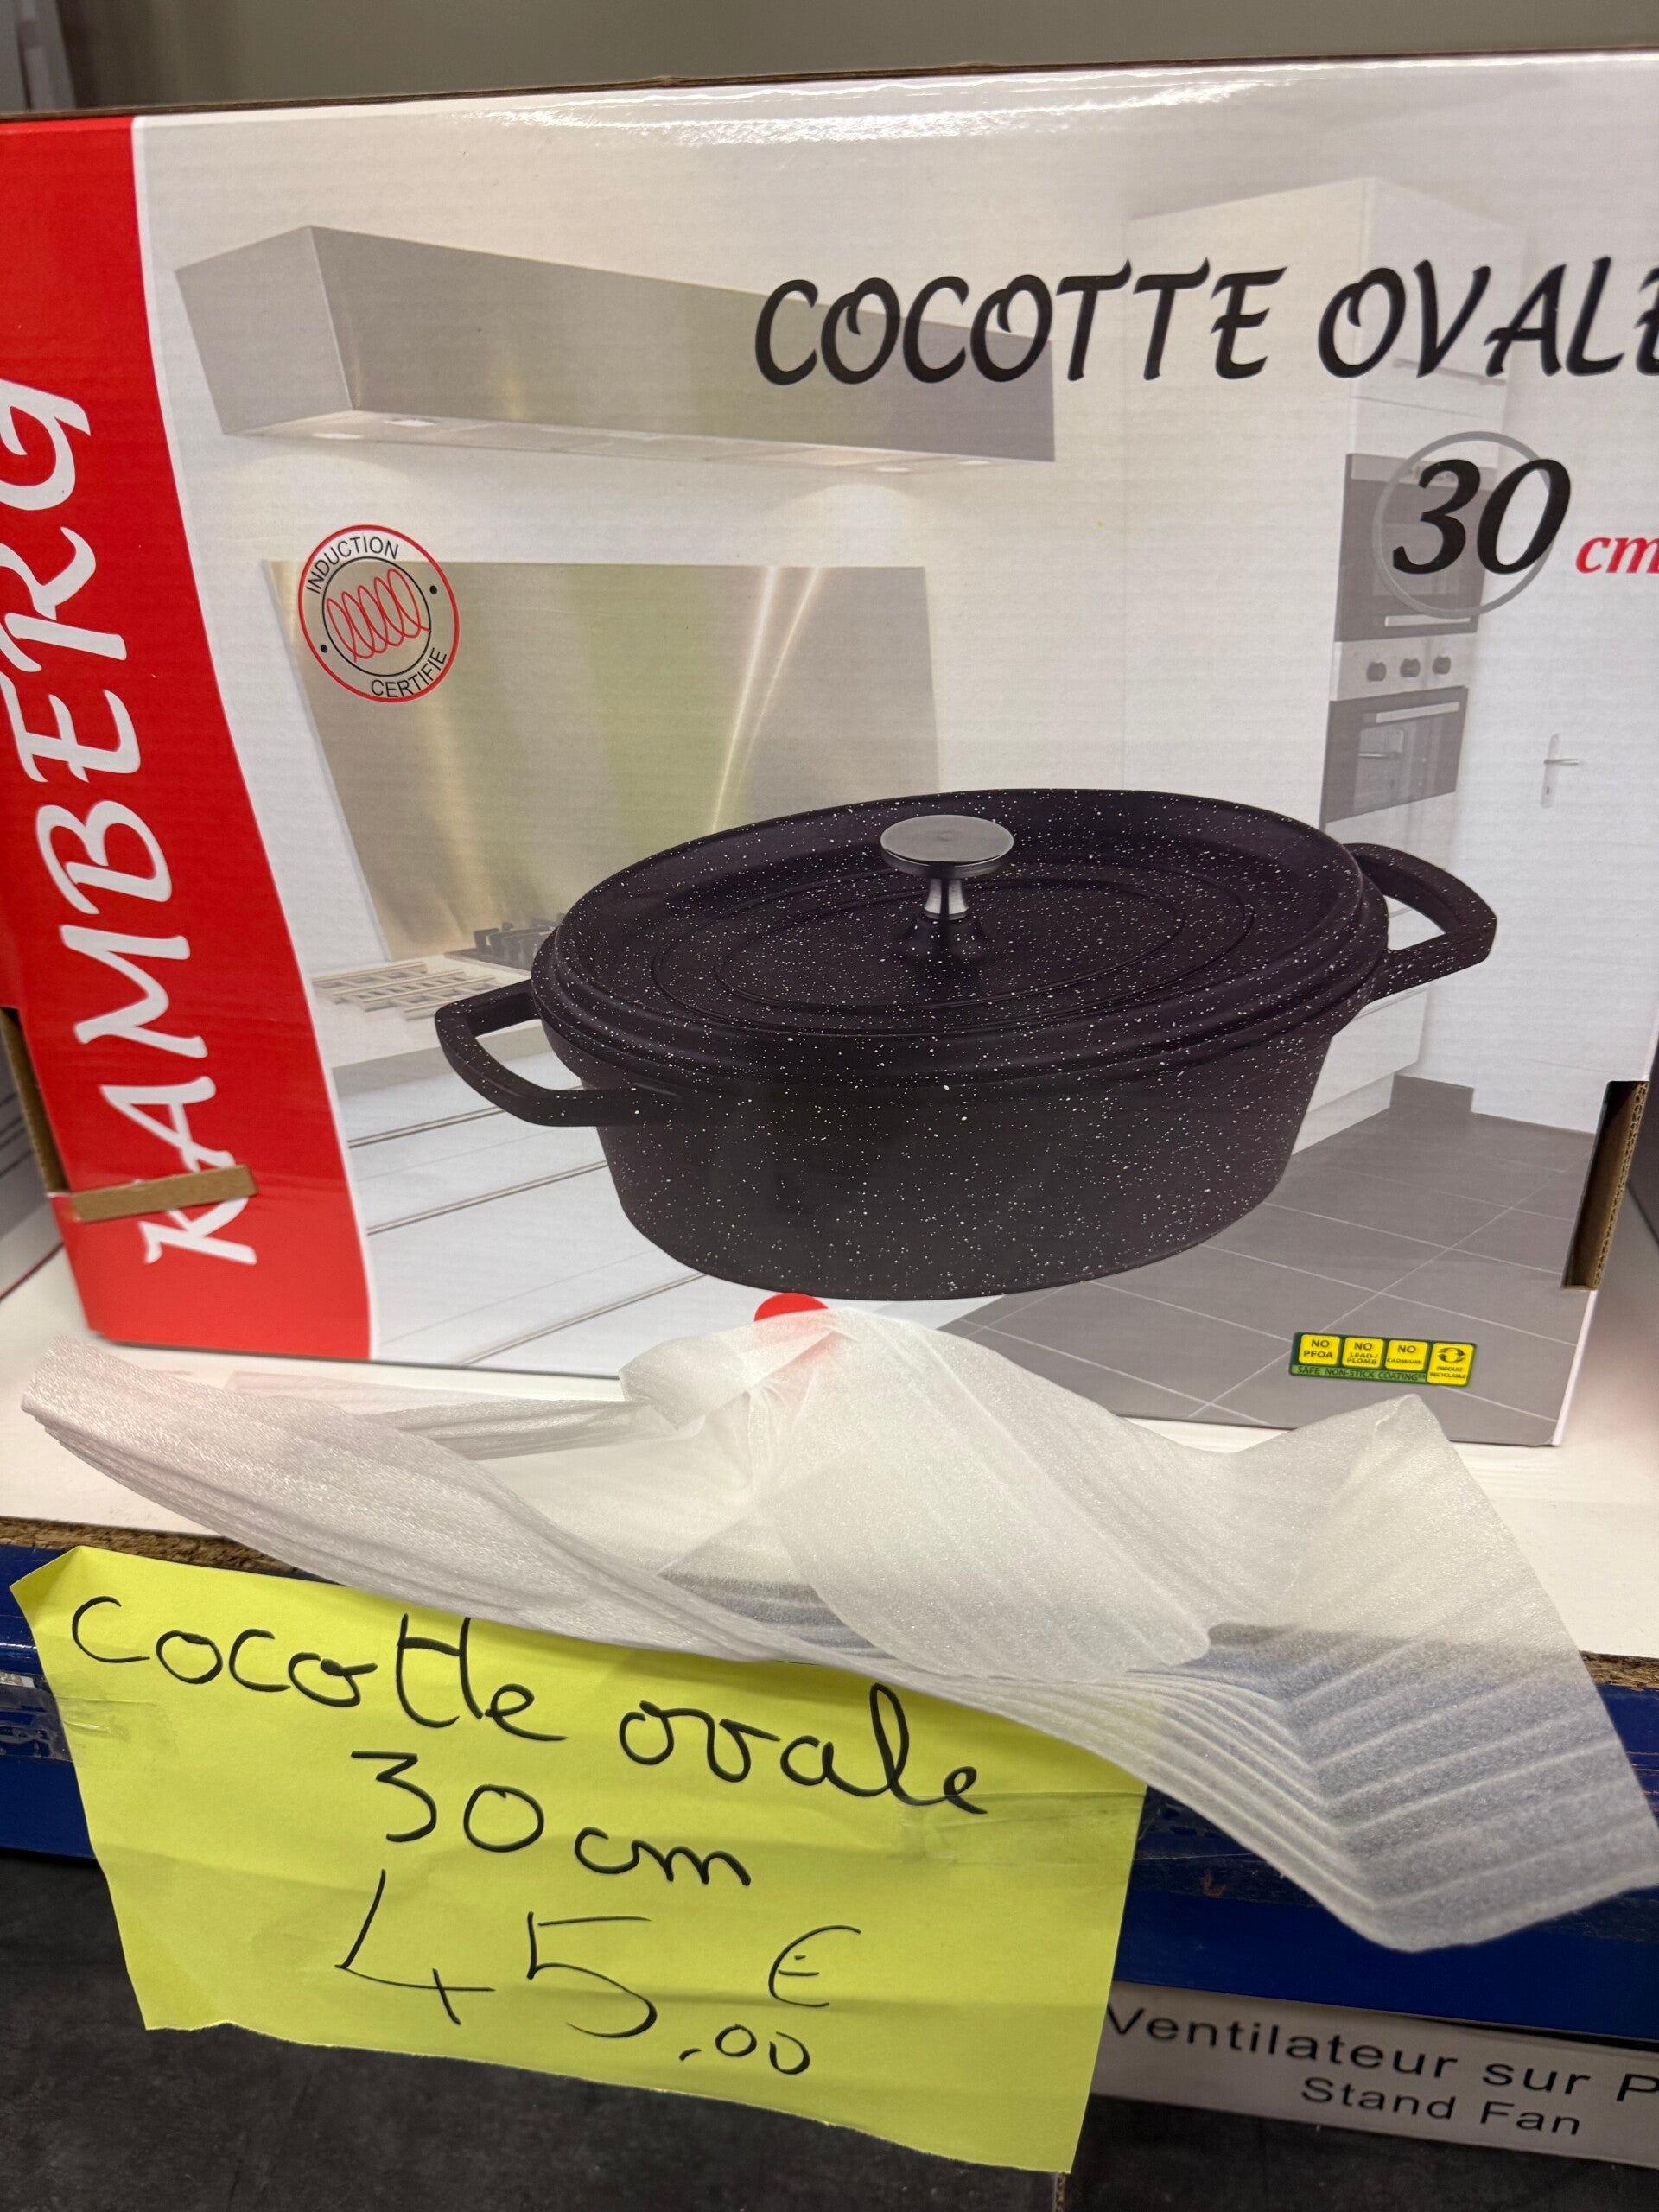 KAMBERG
COCOTTE OVALE
30 cm
INDUCTION
CERTIFIE
NO PFOA
NO LEAD/PLOMB
NO CADMIUM
PRODUIT RECYCLABLE
SAFE NON-STICK COATING**
cocotte ovale
30 cm
45,00 €
Ventilateur sur P
Stand Fan